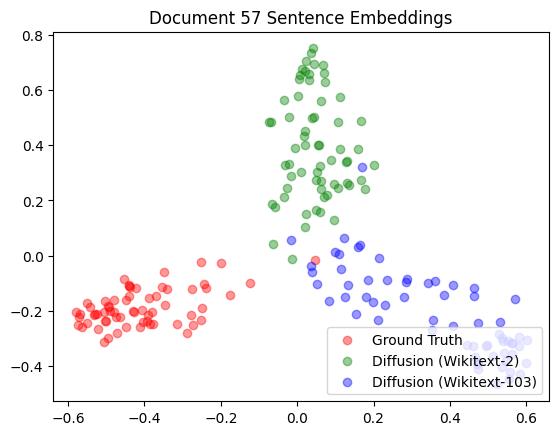 Document 57 Sentence Embeddings
0.8
0.6
0.4
0.2
0.0
−0.2
−0.4
Ground Truth
Diffusion (Wikitext-2)
Diffusion (Wikitext-103)
−0.6 −0.4 −0.2 0.0 0.2 0.4 0.6